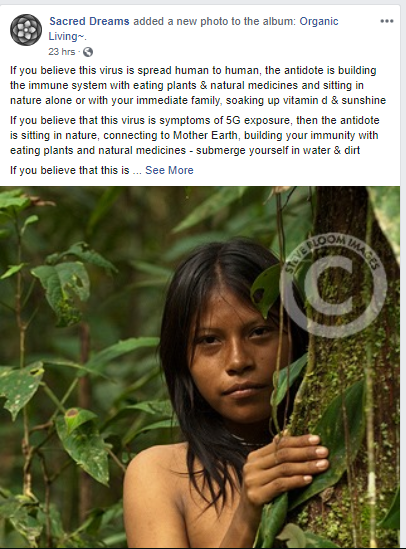 Sacred Dreams added a new photo to the album: Organic
Living~.
23 hrs ·
If you believe this virus is spread human to human, the antidote is building
the immune system with eating plants & natural medicines and sitting in
nature alone or with your immediate family, soaking up vitamin d & sunshine
If you believe that this virus is symptoms of 5G exposure, then the antidote
is sitting in nature, connecting to Mother Earth, building your immunity with
eating plants and natural medicines - submerge yourself in water & dirt
If you believe that this is ... See More
STEVE BLOOM IMAGES
©